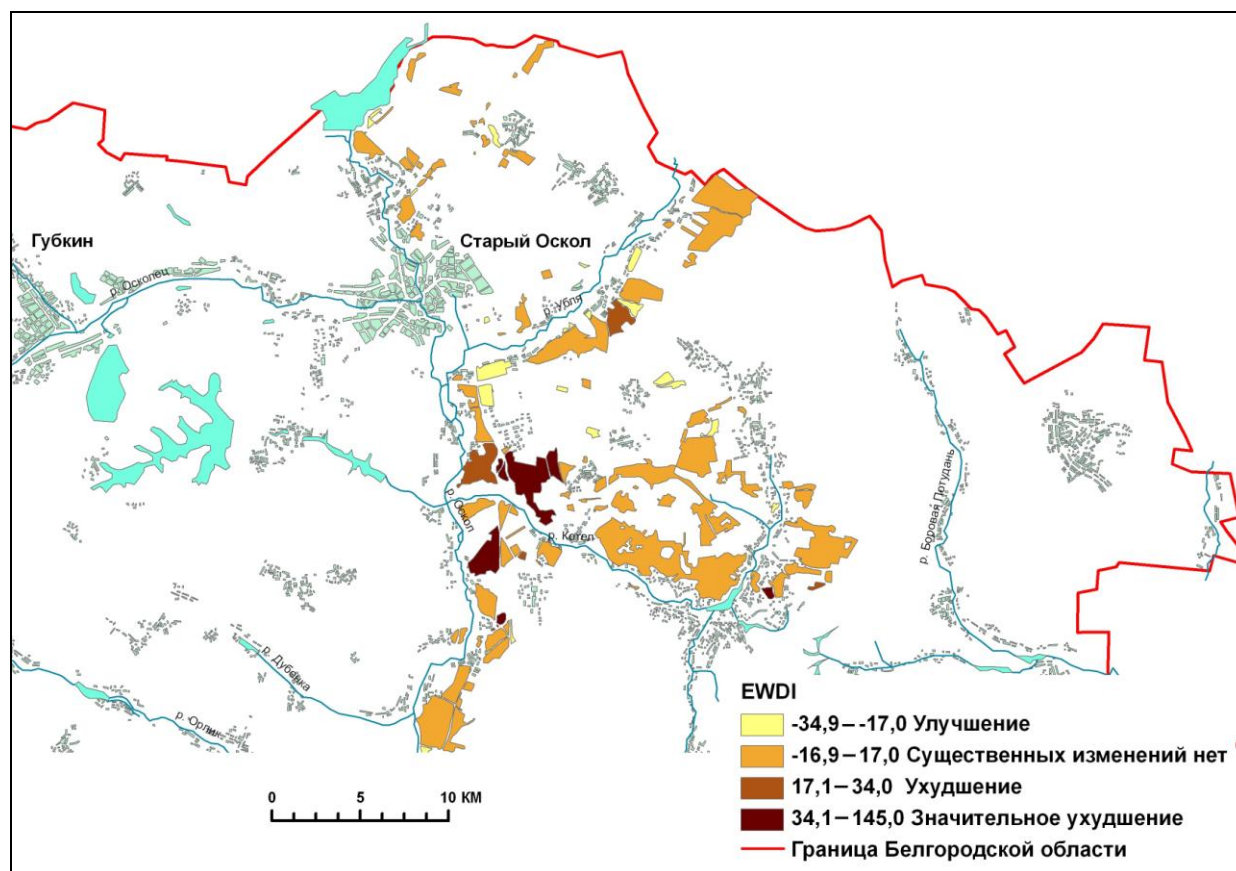 Губкин
Старый Оскол
р. Осколец
р. Убля
р. Оскол
р. Котел
р. Боровая Потудань
р. Дубенка
р. Орлик
EWDI
-34,9–-17,0 Улучшение
-16,9–17,0 Существенных изменений нет
17,1–34,0 Ухудшение
34,1–145,0 Значительное ухудшение
Граница Белгородской области
0 5 10 КМ